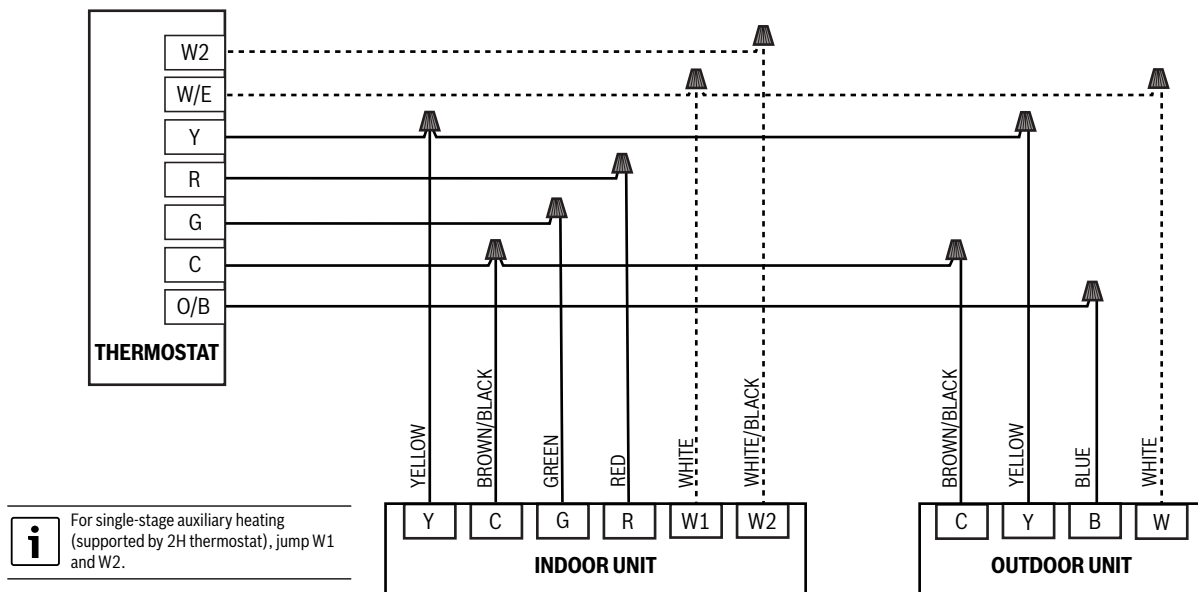 W2
W/E
Y
R
G
C
O/B
THERMOSTAT
YELLOW
BROWN/BLACK
GREEN
RED
WHITE
WHITE/BLACK
BROWN/BLACK
YELLOW
BLUE
WHITE
i
For single-stage auxiliary heating
(supported by 2H thermostat), jump W1
and W2.
Y C G R W1 W2
INDOOR UNIT
C Y B W
OUTDOOR UNIT